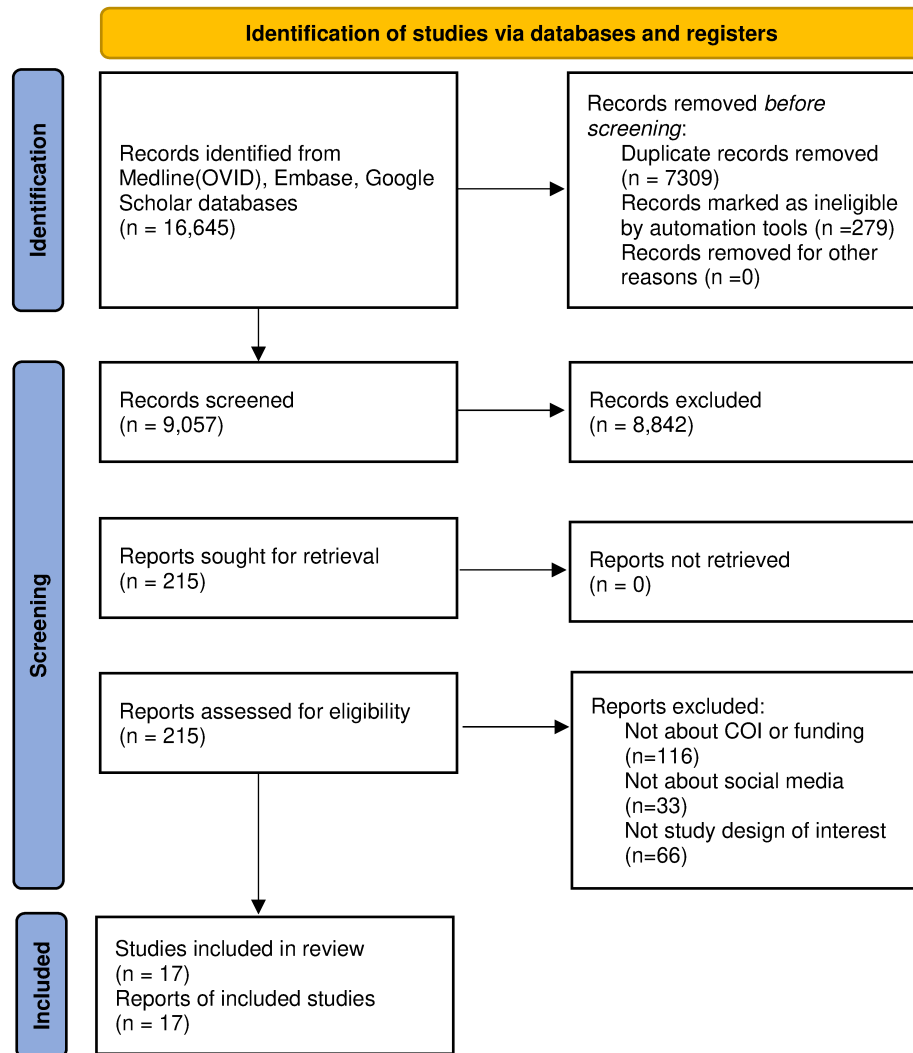 Identification of studies via databases and registers
Identification
Records identified from
Medline(OVID), Embase, Google
Scholar databases
(n = 16,645)
Records removed before
screening:
Duplicate records removed
(n = 7309)
Records marked as ineligible
by automation tools (n =279)
Records removed for other
reasons (n =0)
Screening
Records screened
(n = 9,057)
Records excluded
(n = 8,842)
Reports sought for retrieval
(n = 215)
Reports not retrieved
(n = 0)
Reports assessed for eligibility
(n = 215)
Reports excluded:
Not about COI or funding
(n=116)
Not about social media
(n=33)
Not study design of interest
(n=66)
Included
Studies included in review
(n = 17)
Reports of included studies
(n = 17)